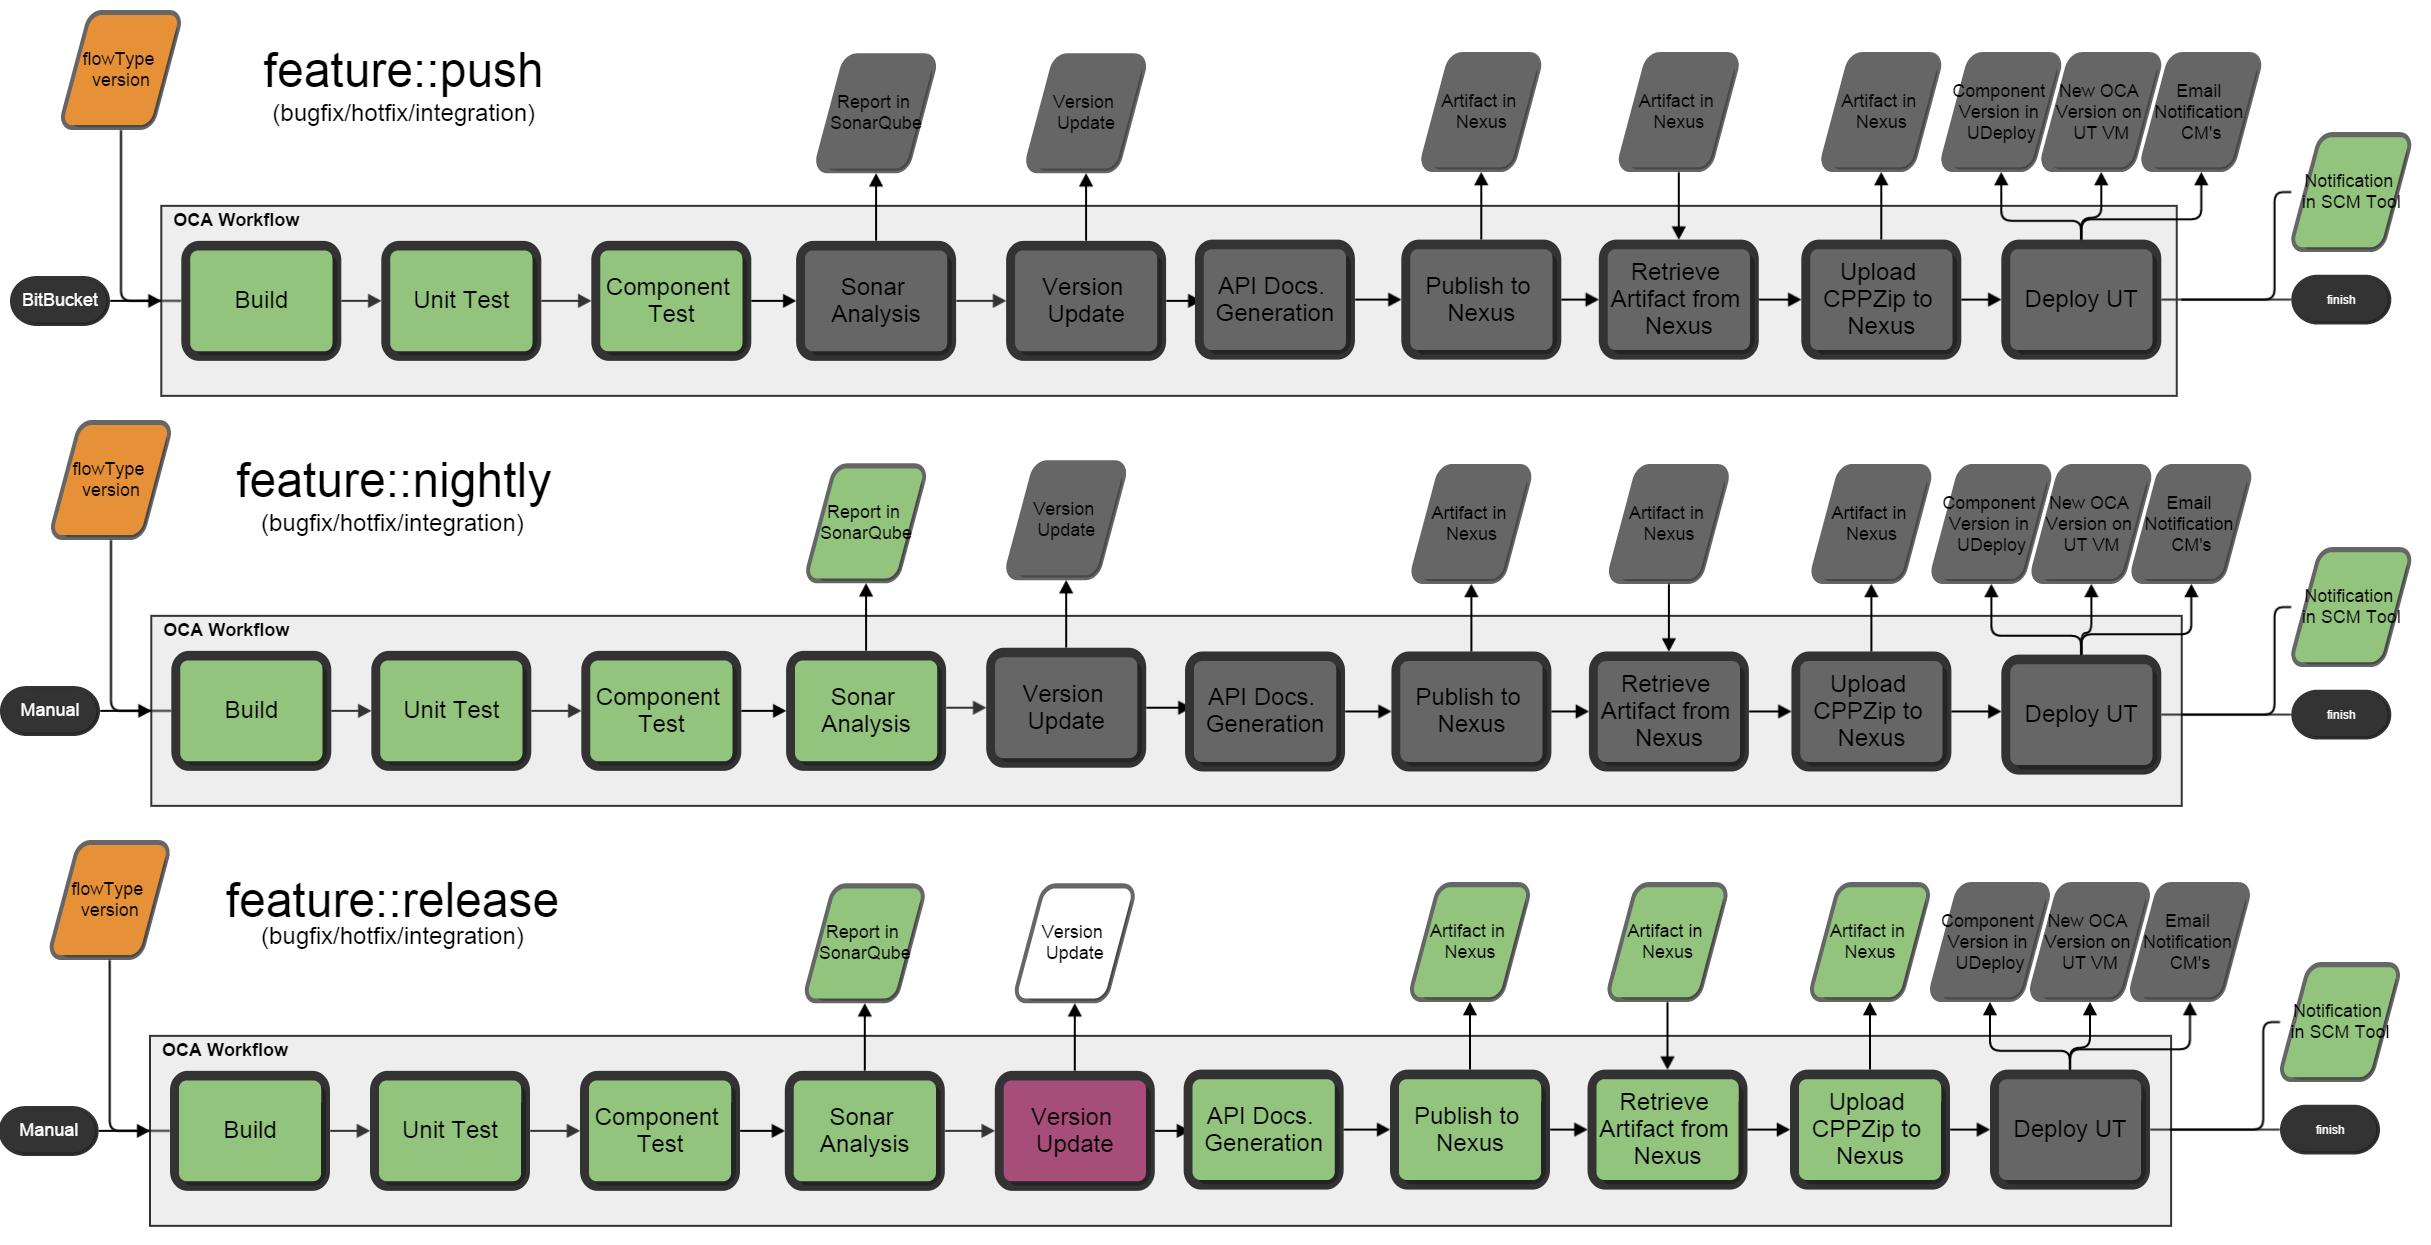 flowType
version
feature::push
(bugfix/hotfix/integration)
Report in
SonarQube
Version
Update
Artifact in
Nexus
Artifact in
Nexus
Artifact in
Nexus
Component
Version in
UDeploy
New OCA
Version on
UT VM
Email
Notification
CM's
Notification
in SCM Tool
OCA Workflow
BitBucket
Build
Unit Test
Component
Test
Sonar
Analysis
Version
Update
API Docs.
Generation
Publish to
Nexus
Retrieve
Artifact from
Nexus
Upload
CPPZip to
Nexus
Deploy UT
finish
flowType
version
feature::nightly
(bugfix/hotfix/integration)
Report in
SonarQube
Version
Update
Artifact in
Nexus
Artifact in
Nexus
Artifact in
Nexus
Component
Version in
UDeploy
New OCA
Version on
UT VM
Email
Notification
CM's
Notification
in SCM Tool
OCA Workflow
Manual
Build
Unit Test
Component
Test
Sonar
Analysis
Version
Update
API Docs.
Generation
Publish to
Nexus
Retrieve
Artifact from
Nexus
Upload
CPPZip to
Nexus
Deploy UT
finish
flowType
version
feature::release
(bugfix/hotfix/integration)
Report in
SonarQube
Version
Update
Artifact in
Nexus
Artifact in
Nexus
Artifact in
Nexus
Component
Version in
UDeploy
New OCA
Version on
UT VM
Email
Notification
CM's
Notification
in SCM Tool
OCA Workflow
Manual
Build
Unit Test
Component
Test
Sonar
Analysis
Version
Update
API Docs.
Generation
Publish to
Nexus
Retrieve
Artifact from
Nexus
Upload
CPPZip to
Nexus
Deploy UT
finish